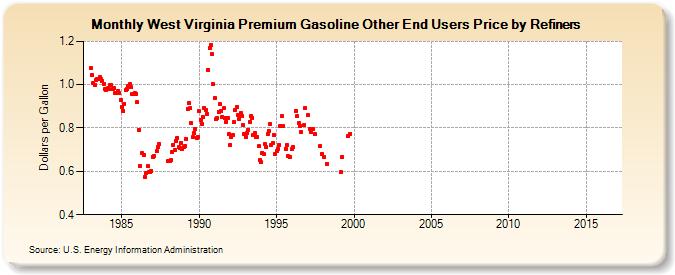 Monthly West Virginia Premium Gasoline Other End Users Price by Refiners
Dollars per Gallon
1.2
1.0
0.8
0.6
0.4
1985 1990 1995 2000 2005 2010 2015
Source: U.S. Energy Information Administration